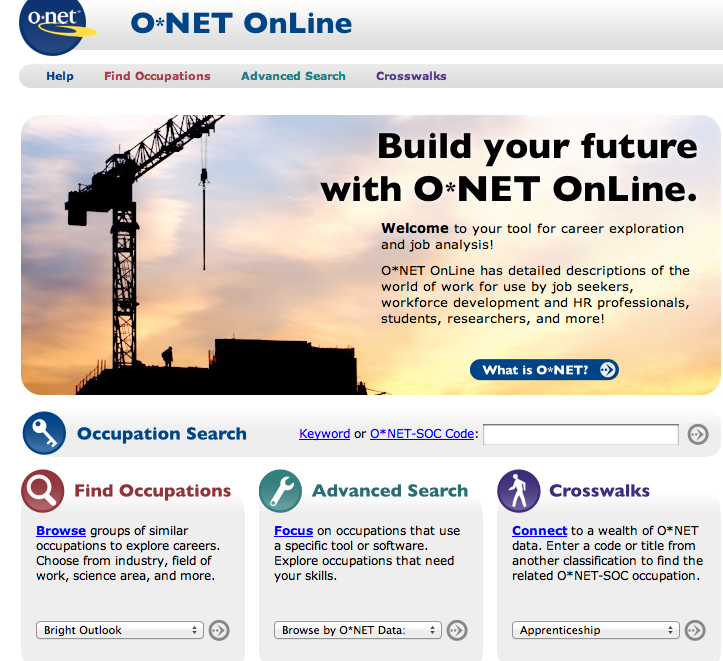 o·net
O*NET OnLine
Help Find Occupations Advanced Search Crosswalks
Build your future
with O*NET OnLine.
Welcome to your tool for career exploration
and job analysis!
O*NET OnLine has detailed descriptions of the
world of work for use by job seekers,
workforce development and HR professionals,
students, researchers, and more!
What is O*NET?
Occupation Search
Keyword or O*NET-SOC Code:
Find Occupations
Browse groups of similar
occupations to explore careers.
Choose from industry, field of
work, science area, and more.
Bright Outlook
Advanced Search
Focus on occupations that use
a specific tool or software.
Explore occupations that need
your skills.
Browse by O*NET Data:
Crosswalks
Connect to a wealth of O*NET
data. Enter a code or title from
another classification to find the
related O*NET-SOC occupation.
Apprenticeship